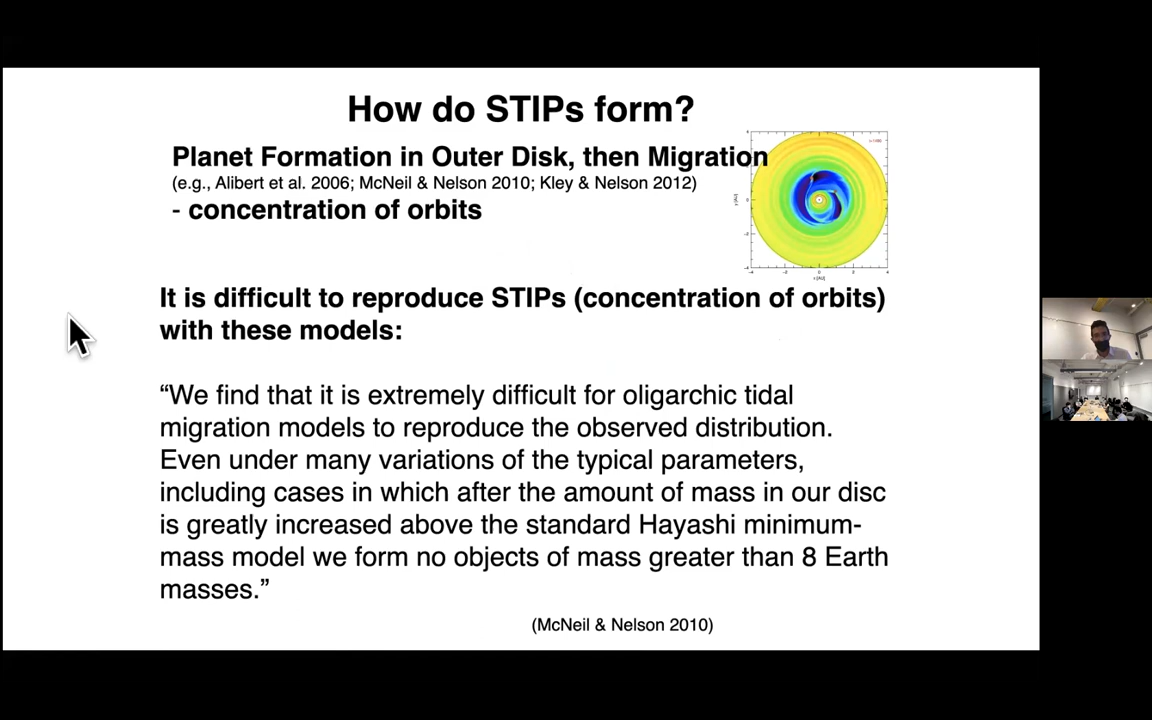 How do STIPs form?
Planet Formation in Outer Disk, then Migration
(e.g., Alibert et al. 2006; McNeil & Nelson 2010; Kley & Nelson 2012)
- concentration of orbits
It is difficult to reproduce STIPs (concentration of orbits)
with these models:
“We find that it is extremely difficult for oligarchic tidal
migration models to reproduce the observed distribution.
Even under many variations of the typical parameters,
including cases in which after the amount of mass in our disc
is greatly increased above the standard Hayashi minimum-
mass model we form no objects of mass greater than 8 Earth
masses.”
(McNeil & Nelson 2010)